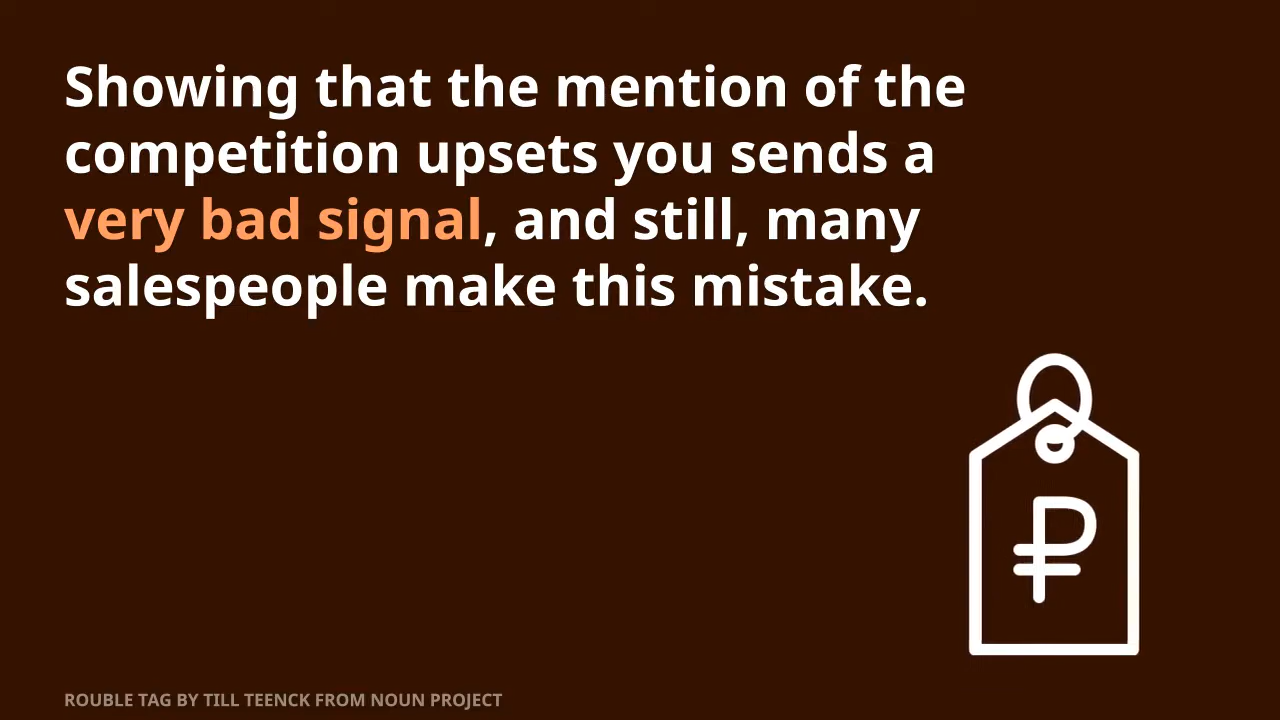 Showing that the mention of the
competition upsets you sends a
very bad signal, and still, many
salespeople make this mistake.
₽
ROUBLE TAG BY TILL TEENCK FROM NOUN PROJECT